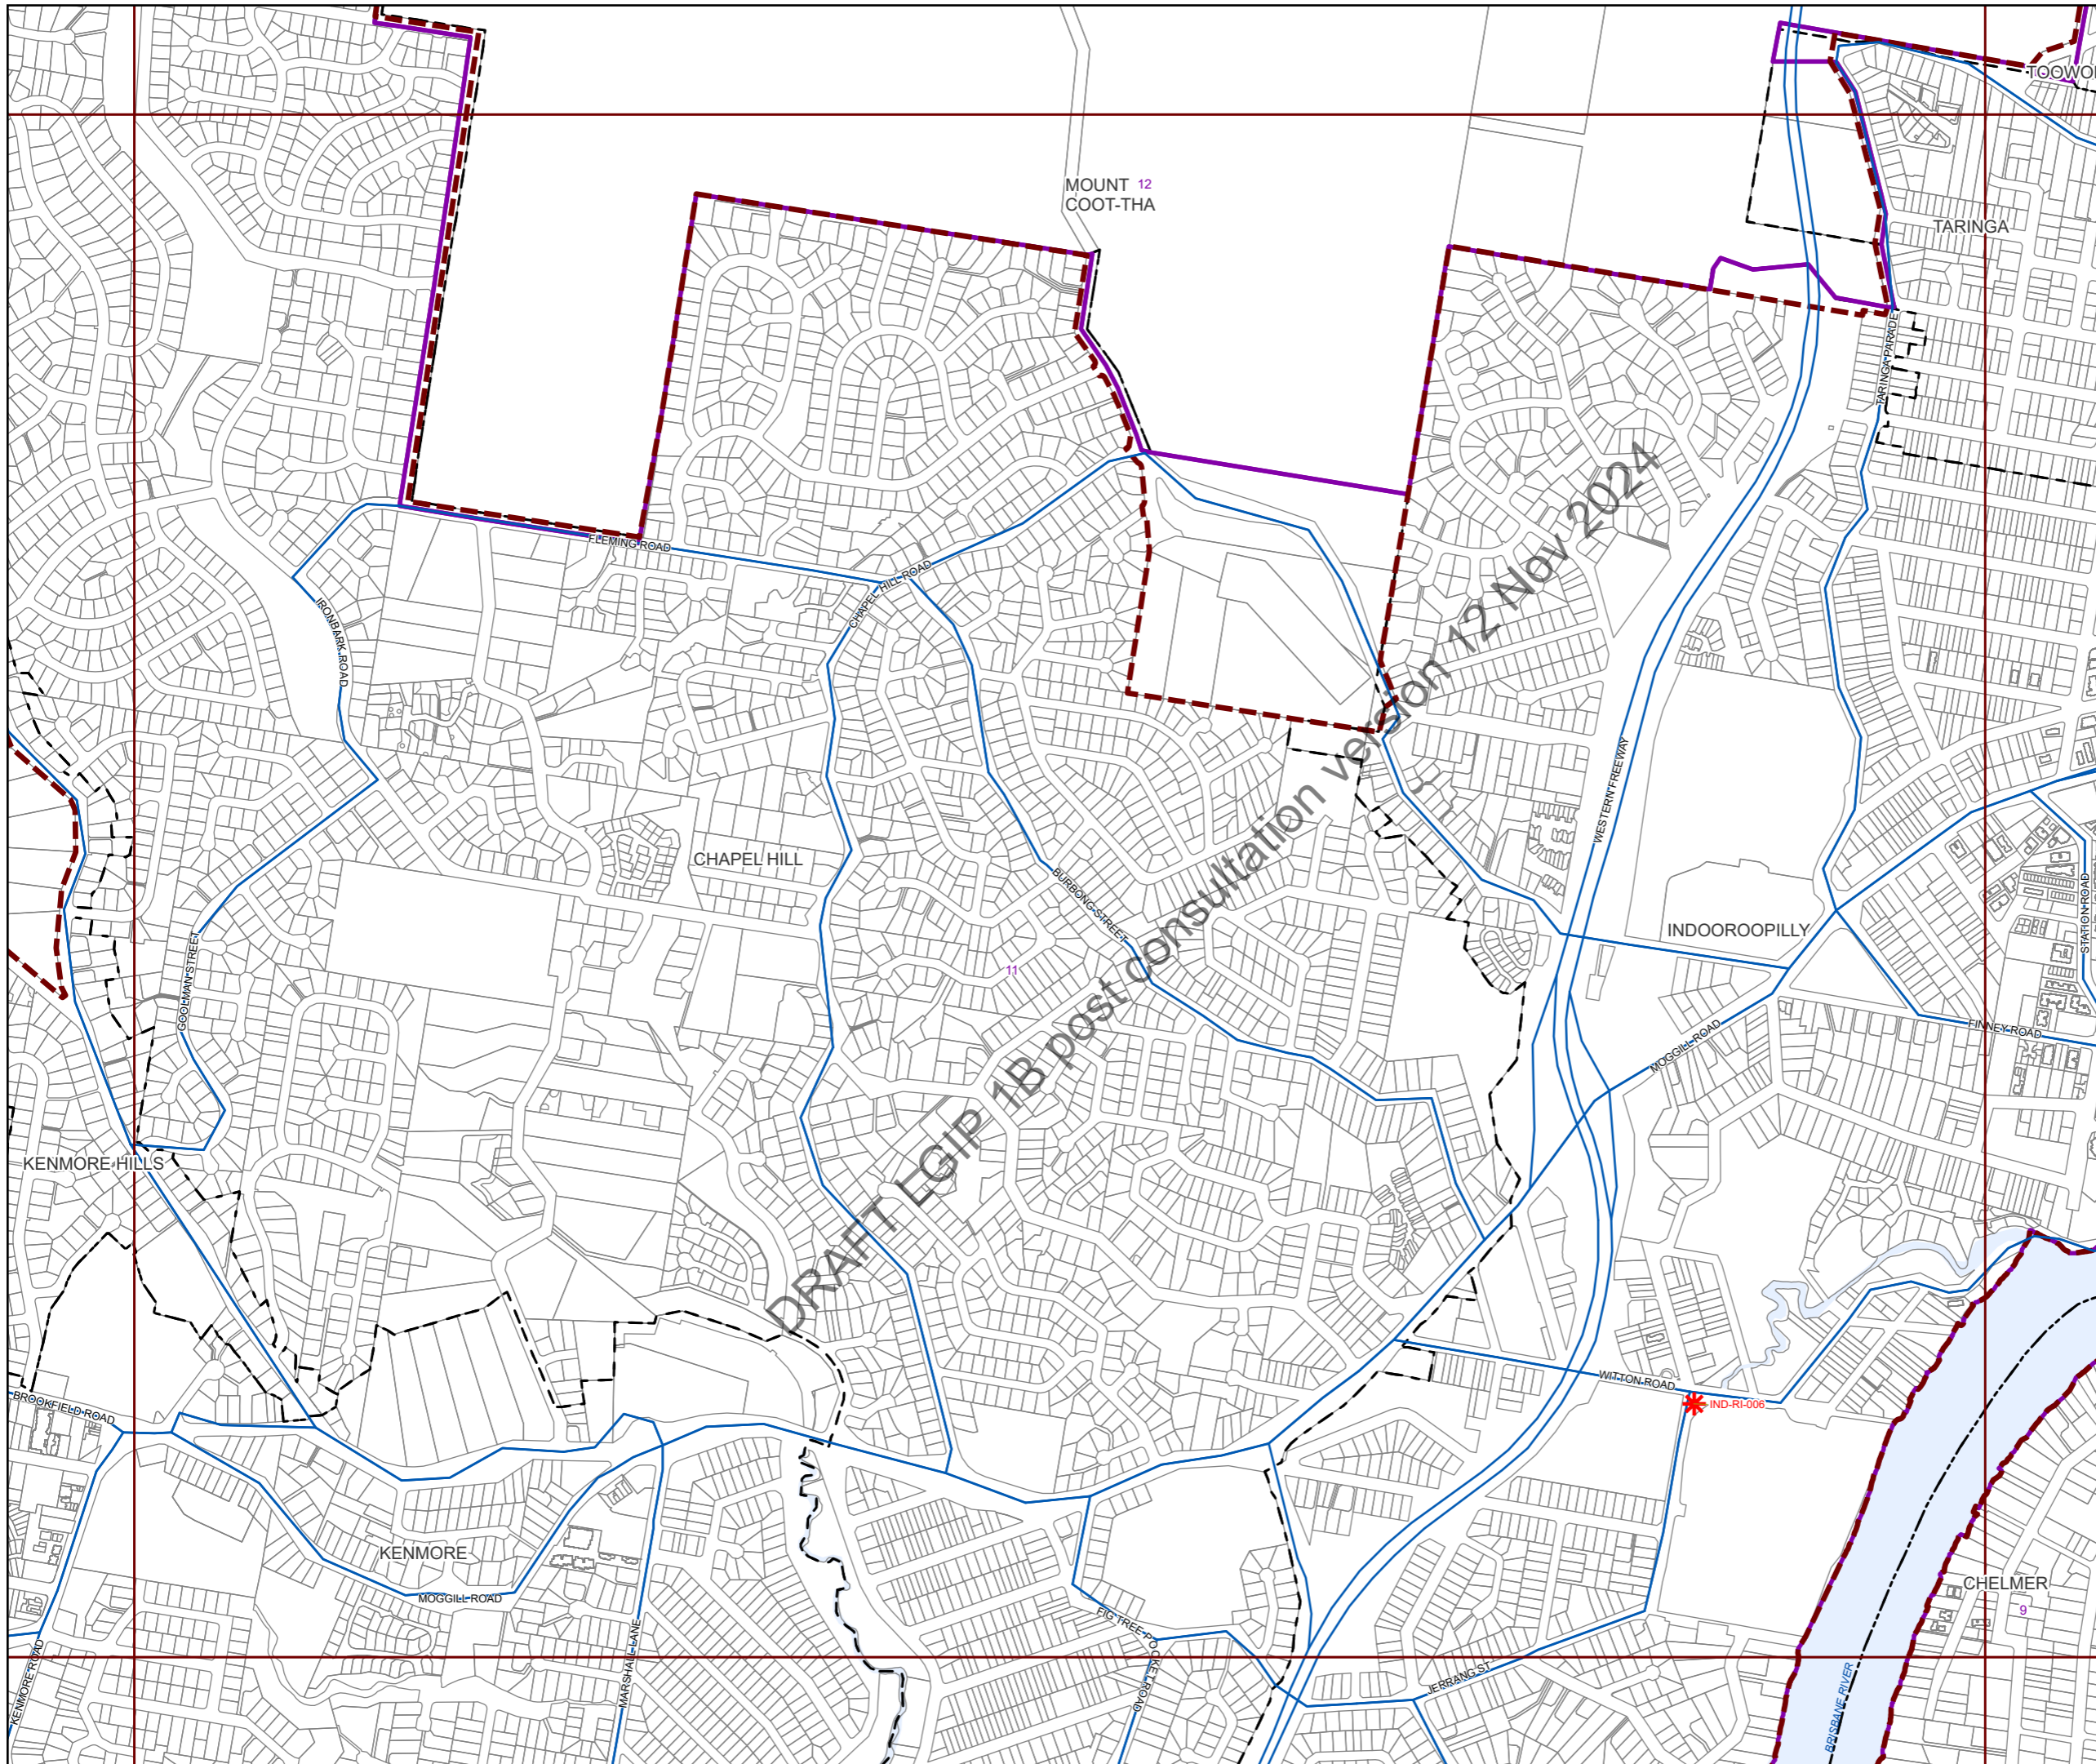 TOOWO
MOUNT 12
COOT-THA
TARINGA
TARINGA PARADE
FLEMING ROAD
CHAPEL HILL ROAD
IRONBARK ROAD
WESTERN FREEWAY
CHAPEL HILL
BURBONG STREET
STATION ROAD
INDOOROOPILLY
11
GOOLMAN STREET
FINNEY ROAD
MOGGILL ROAD
DRAFT LGIP 1B post consultation version 12 Nov 2024
KENMORE HILLS
WITTON ROAD
IND-RI-006
BROOKFIELD ROAD
KENMORE
CHELMER
9
MOGGILL ROAD
FIG TREE POCKET ROAD
MARSHALL LANE
KENMORE ROAD
JERRANG ST
BRISBANE RIVER